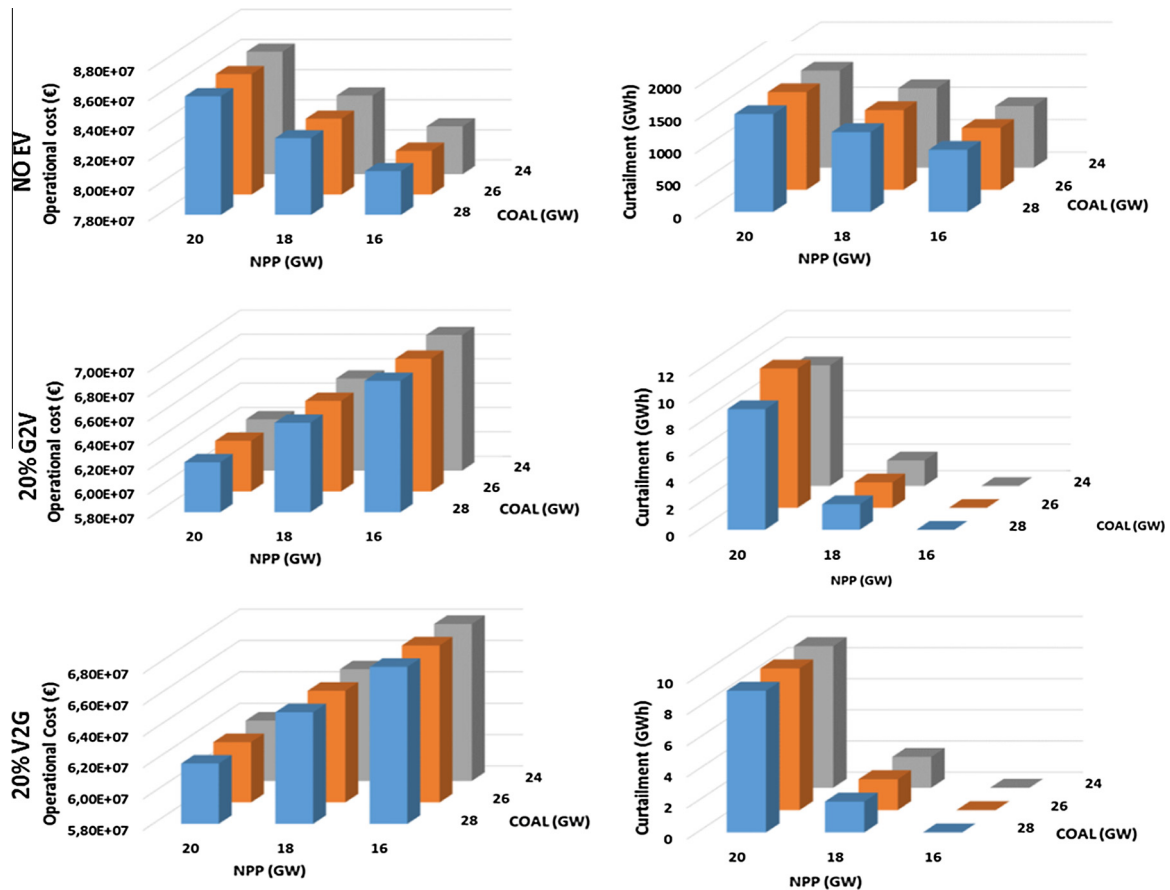 NO EV
Operational cost (€)
8,80E+07
8,60E+07
8,40E+07
8,20E+07
8,00E+07
7,80E+07
20
18
16
NPP (GW)
24
26
28
COAL (GW)
Curtailment (GWh)
2000
1500
1000
500
0
20
18
16
NPP (GW)
24
26
28
COAL (GW)
20% G2V
Operational cost (€)
7,00E+07
6,80E+07
6,60E+07
6,40E+07
6,20E+07
6,00E+07
5,80E+07
20
18
16
NPP (GW)
24
26
28
COAL (GW)
Curtailment (GWh)
12
10
8
6
4
2
0
20
18
16
NPP (GW)
24
26
28
COAL (GW)
20% V2G
Operational Cost (€)
6,80E+07
6,60E+07
6,40E+07
6,20E+07
6,00E+07
5,80E+07
20
18
16
NPP (GW)
24
26
28
COAL (GW)
Curtailment (GWh)
10
8
6
4
2
0
20
18
16
NPP (GW)
24
26
28
COAL (GW)